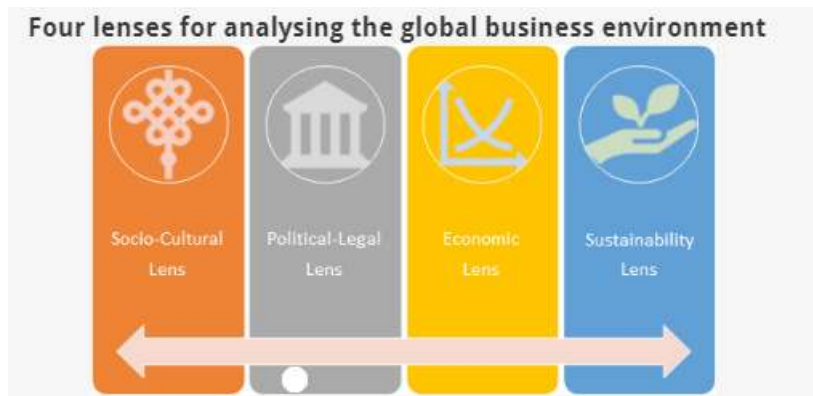 Four lenses for analysing the global business environment
Socio-Cultural
Lens
Political-Legal
Lens
Economic
Lens
Sustainability
Lens